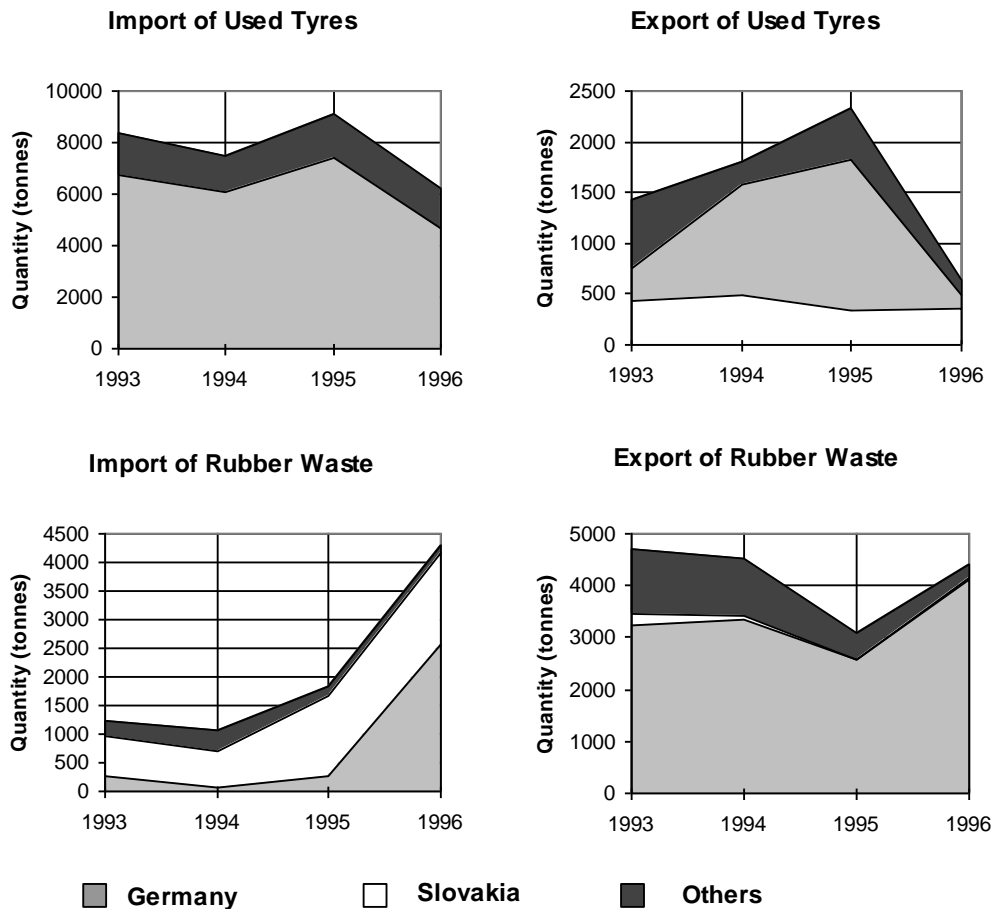 Import of Used Tyres
Quantity (tonnes)
10000
8000
6000
4000
2000
0
1993 1994 1995 1996
Export of Used Tyres
Quantity (tonnes)
2500
2000
1500
1000
500
0
1993 1994 1995 1996
Import of Rubber Waste
Quantity (tonnes)
4500
4000
3500
3000
2500
2000
1500
1000
500
0
1993 1994 1995 1996
Export of Rubber Waste
Quantity (tonnes)
5000
4000
3000
2000
1000
0
1993 1994 1995 1996
Germany Slovakia Others